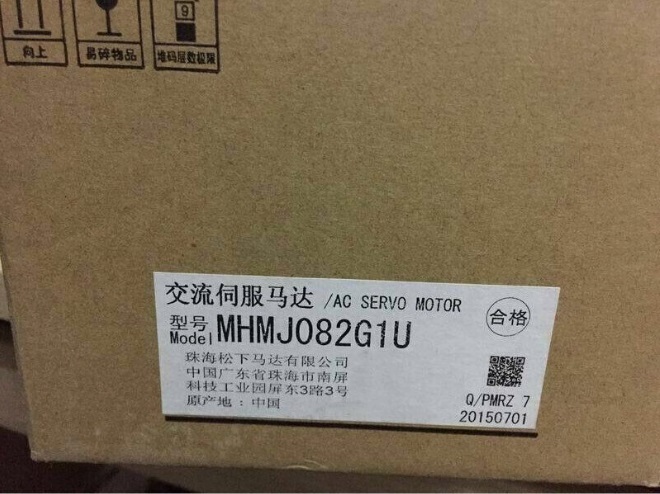 9
向上
易碎物品
堆码层数极限
交流伺服马达 /AC SERVO MOTOR
合格
型号
Model MHMJ082G1U
珠海松下马达有限公司
中国广东省珠海市南屏
科技工业园屏东3路3号
原产地：中国
Q/PMRZ 7
20150701